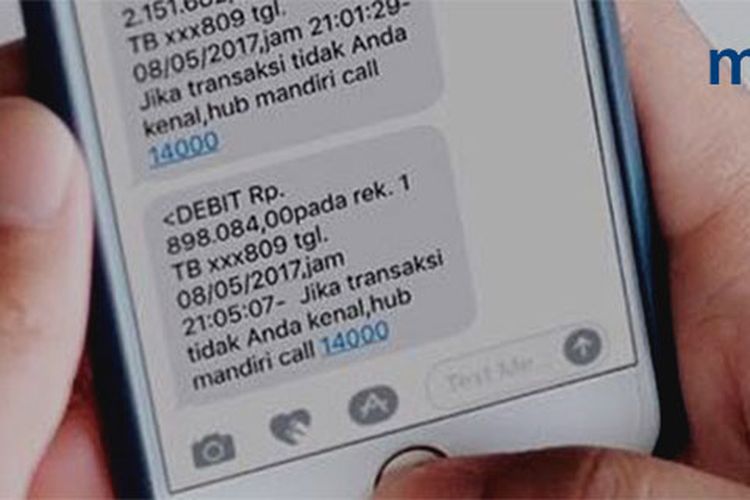 TB xxx809 tgl.
08/05/2017,jam 21:01:29-
Jika transaksi tidak Anda
kenal,hub mandiri call
14000
<DEBIT Rp.
898.084,00pada rek. 1
TB xxx809 tgl.
08/05/2017,jam
21:05:07- Jika transaksi
tidak Anda kenal,hub
mandiri call 14000
Text Me
m